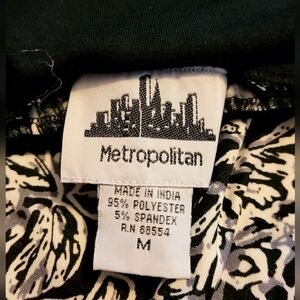 Metropolitan
MADE IN INDIA
95% POLYESTER
5% SPANDEX
R.N 88554
M